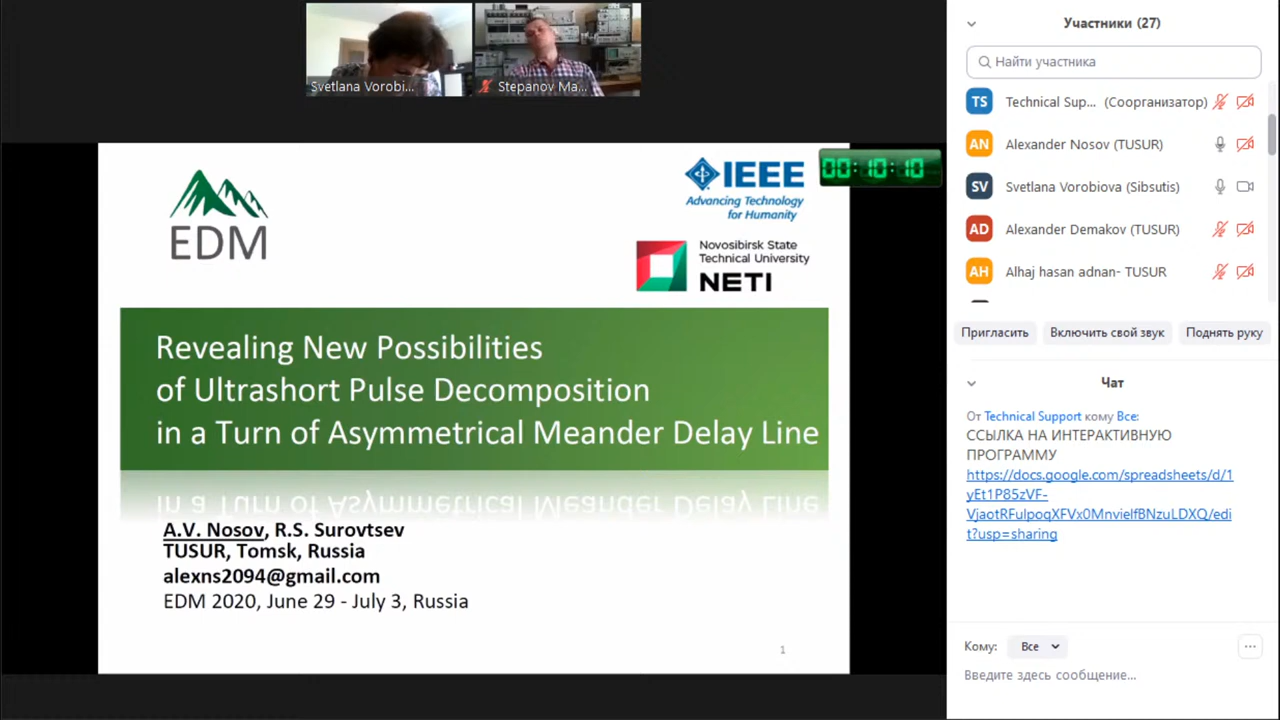 Svetlana Vorobi...
Stepanov Ma...
00:10:10
EDM
IEEE
Advancing Technology
for Humanity
Novosibirsk State
Technical University
NETI
Revealing New Possibilities
of Ultrashort Pulse Decomposition
in a Turn of Asymmetrical Meander Delay Line
A.V. Nosov, R.S. Surovtsev
TUSUR, Tomsk, Russia
alexns2094@gmail.com
EDM 2020, June 29 - July 3, Russia
1
Участники (27)
Найти участника
TS Technical Sup... (Соорганизатор)
AN Alexander Nosov (TUSUR)
SV Svetlana Vorobiova (Sibsutis)
AD Alexander Demakov (TUSUR)
AH Alhaj hasan adnan- TUSUR
Пригласить Включить свой звук Поднять руку
Чат
От Technical Support кому Все:
ССЫЛКА НА ИНТЕРАКТИВНУЮ
ПРОГРАММУ
https://docs.google.com/spreadsheets/d/1
yEt1P85zVF-
VjaotRFulpoqXFVx0MnvielfBNzuLDXQ/edi
t?usp=sharing
Кому: Все
Введите здесь сообщение...